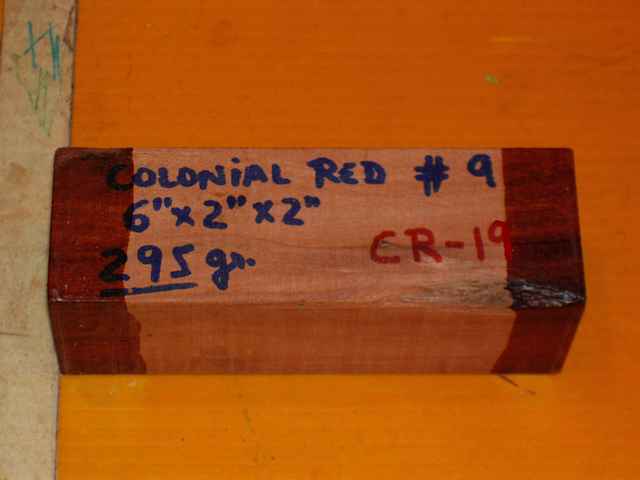 COLONiAL RED # 9
6"x2"x2"
295 gr.
CR-19